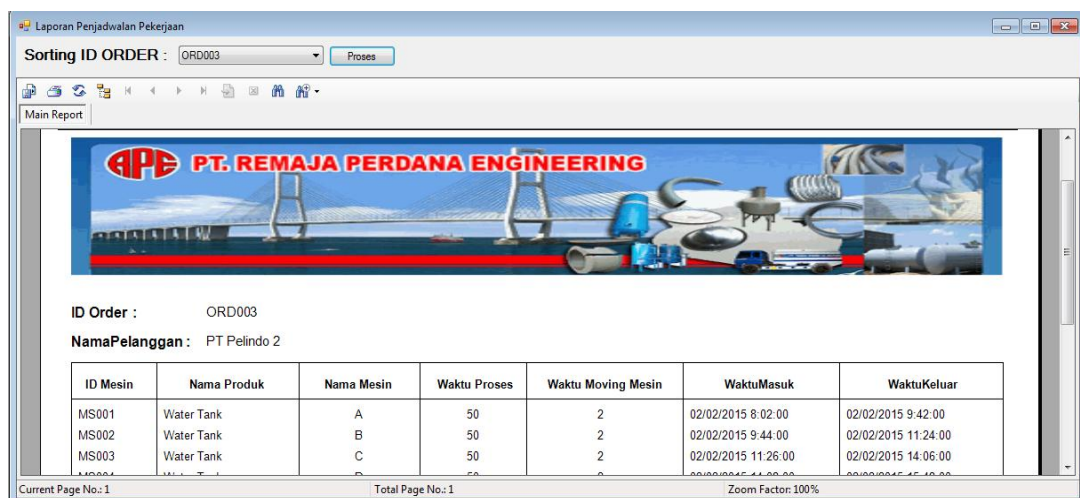 Laporan Penjadwalan Pekerjaan
Sorting ID ORDER : ORD003 Proses
Main Report
PT. REMAJA PERDANA ENGINEERING
ID Order : ORD003
NamaPelanggan : PT Pelindo 2
ID Mesin Nama Produk Nama Mesin Waktu Proses Waktu Moving Mesin WaktuMasuk WaktuKeluar
MS001 Water Tank A 50 2 02/02/2015 8:02:00 02/02/2015 9:42:00
MS002 Water Tank B 50 2 02/02/2015 9:44:00 02/02/2015 11:24:00
MS003 Water Tank C 50 2 02/02/2015 11:26:00 02/02/2015 14:06:00
Current Page No.: 1 Total Page No.: 1 Zoom Factor: 100%